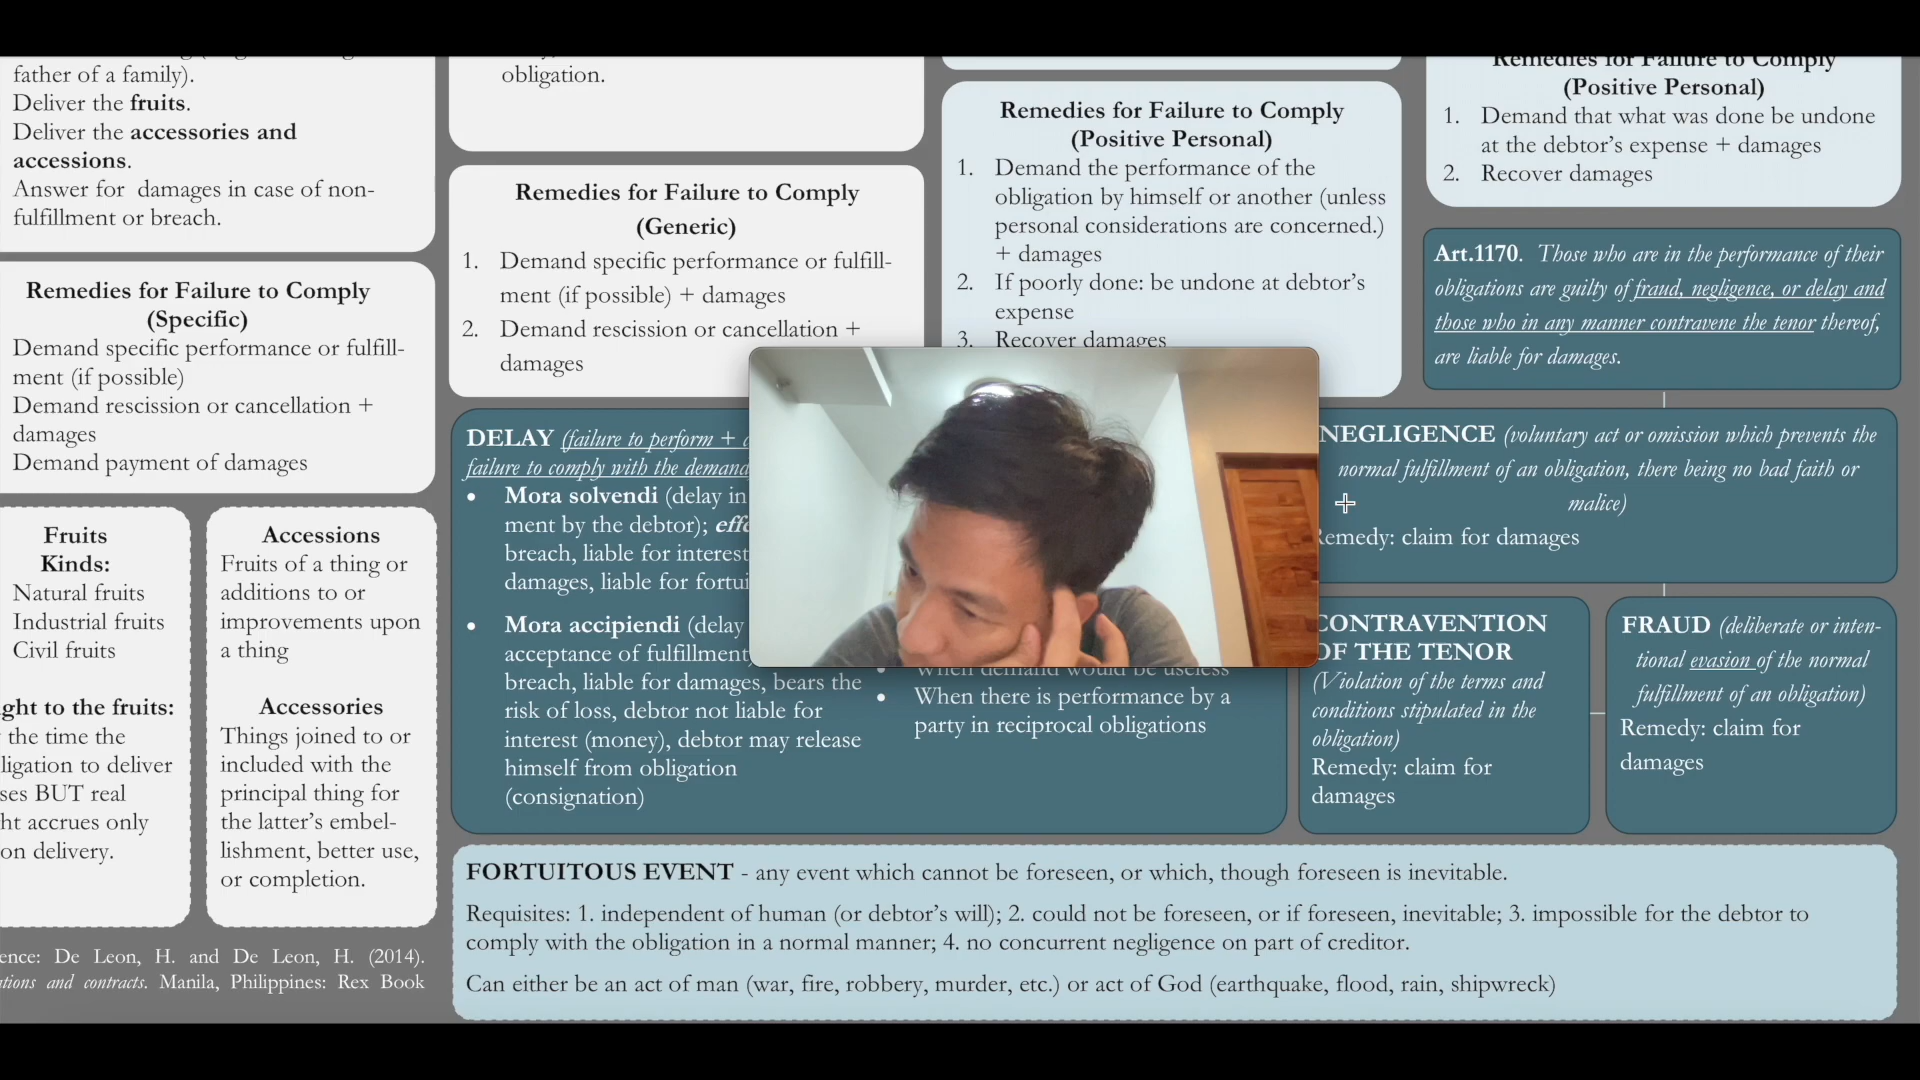 father of a family).
Deliver the fruits.
Deliver the accessories and
accessions.
Answer for damages in case of non-
fulfillment or breach.
Remedies for Failure to Comply
(Specific)
Demand specific performance or fulfill-
ment (if possible)
Demand rescission or cancellation +
damages
Demand payment of damages
Fruits
Kinds:
Natural fruits
Industrial fruits
Civil fruits
to the fruits:
the time the
to deliver
BUT real
accrues only
on delivery.
Accessions
Fruits of a thing or
additions to or
improvements upon
a thing
Accessories
Things joined to or
included with the
principal thing for
the latter's embel-
lishment, better use,
or completion.
De Leon, H. and De Leon, H. (2014).
and contracts. Manila, Philippines: Rex Book
obligation.
Remedies for Failure to Comply
(Generic)
1. Demand specific performance or fulfill-
ment (if possible) + damages
2. Demand rescission or cancellation +
damages
Remedies for Failure to Comply
(Positive Personal)
1. Demand the performance of the
obligation by himself or another (unless
personal considerations are concerned.)
+ damages
2. If poorly done: be undone at debtor's
expense
3. Recover damages
Remedies for Failure to Comply
(Positive Personal)
1. Demand that what was done be undone
at the debtor's expense + damages
2. Recover damages
Art.1170. Those who are in the performance of their
obligations are guilty of fraud, negligence, or delay and
those who in any manner contravene the tenor thereof,
are liable for damages.
DELAY (failure to perform +
failure to comply with the demand
• Mora solvendi (delay in
ment by the debtor);
breach, liable for interest
damages, liable for
• Mora accipiendi (delay
acceptance of fulfillment
breach, liable for damages, bears the
risk of loss, debtor not liable for
interest (money), debtor may release
himself from obligation
(consignation)
• When demand would be useless
• When there is performance by a
party in reciprocal obligations
NEGLIGENCE (voluntary act or omission which prevents the
normal fulfillment of an obligation, there being no bad faith or
malice)
Remedy: claim for damages
CONTRAVENTION
OF THE TENOR
(Violation of the terms and
conditions stipulated in the
obligation)
Remedy: claim for
damages
FRAUD (deliberate or inten-
tional evasion of the normal
fulfillment of an obligation)
Remedy: claim for
damages
FORTUITOUS EVENT - any event which cannot be foreseen, or which, though foreseen is inevitable.
Requisites: 1. independent of human (or debtor's will); 2. could not be foreseen, or if foreseen, inevitable; 3. impossible for the debtor to
comply with the obligation in a normal manner; 4. no concurrent negligence on part of creditor.
Can either be an act of man (war, fire, robbery, murder, etc.) or act of God (earthquake, flood, rain, shipwreck)